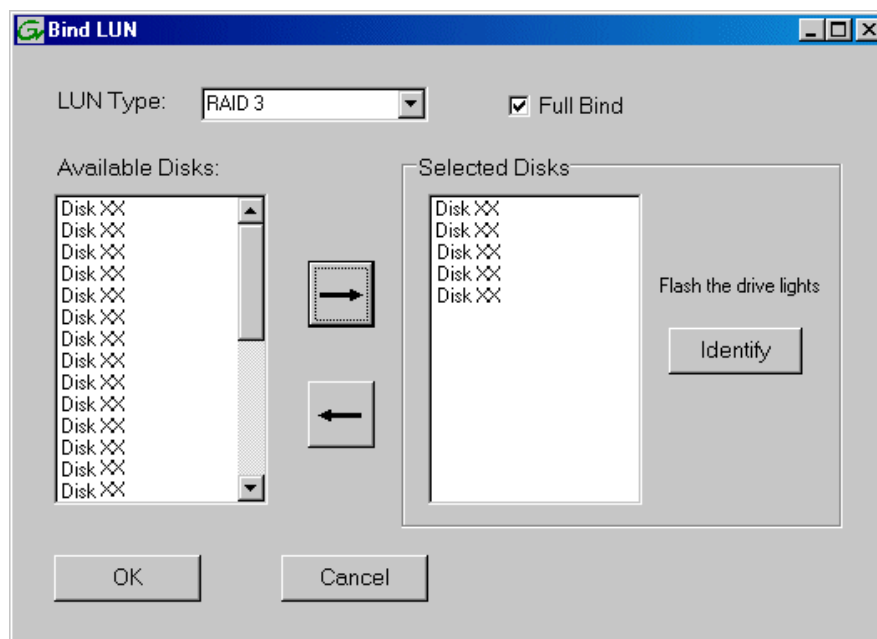 Bind LUN
LUN Type: RAID 3 Full Bind
Available Disks:
Disk XX
Disk XX
Disk XX
Disk XX
Disk XX
Disk XX
Disk XX
Disk XX
Disk XX
Disk XX
Disk XX
Disk XX
Disk XX
Disk XX
Selected Disks
Disk XX
Disk XX
Disk XX
Disk XX
Disk XX
Flash the drive lights
Identify
OK Cancel